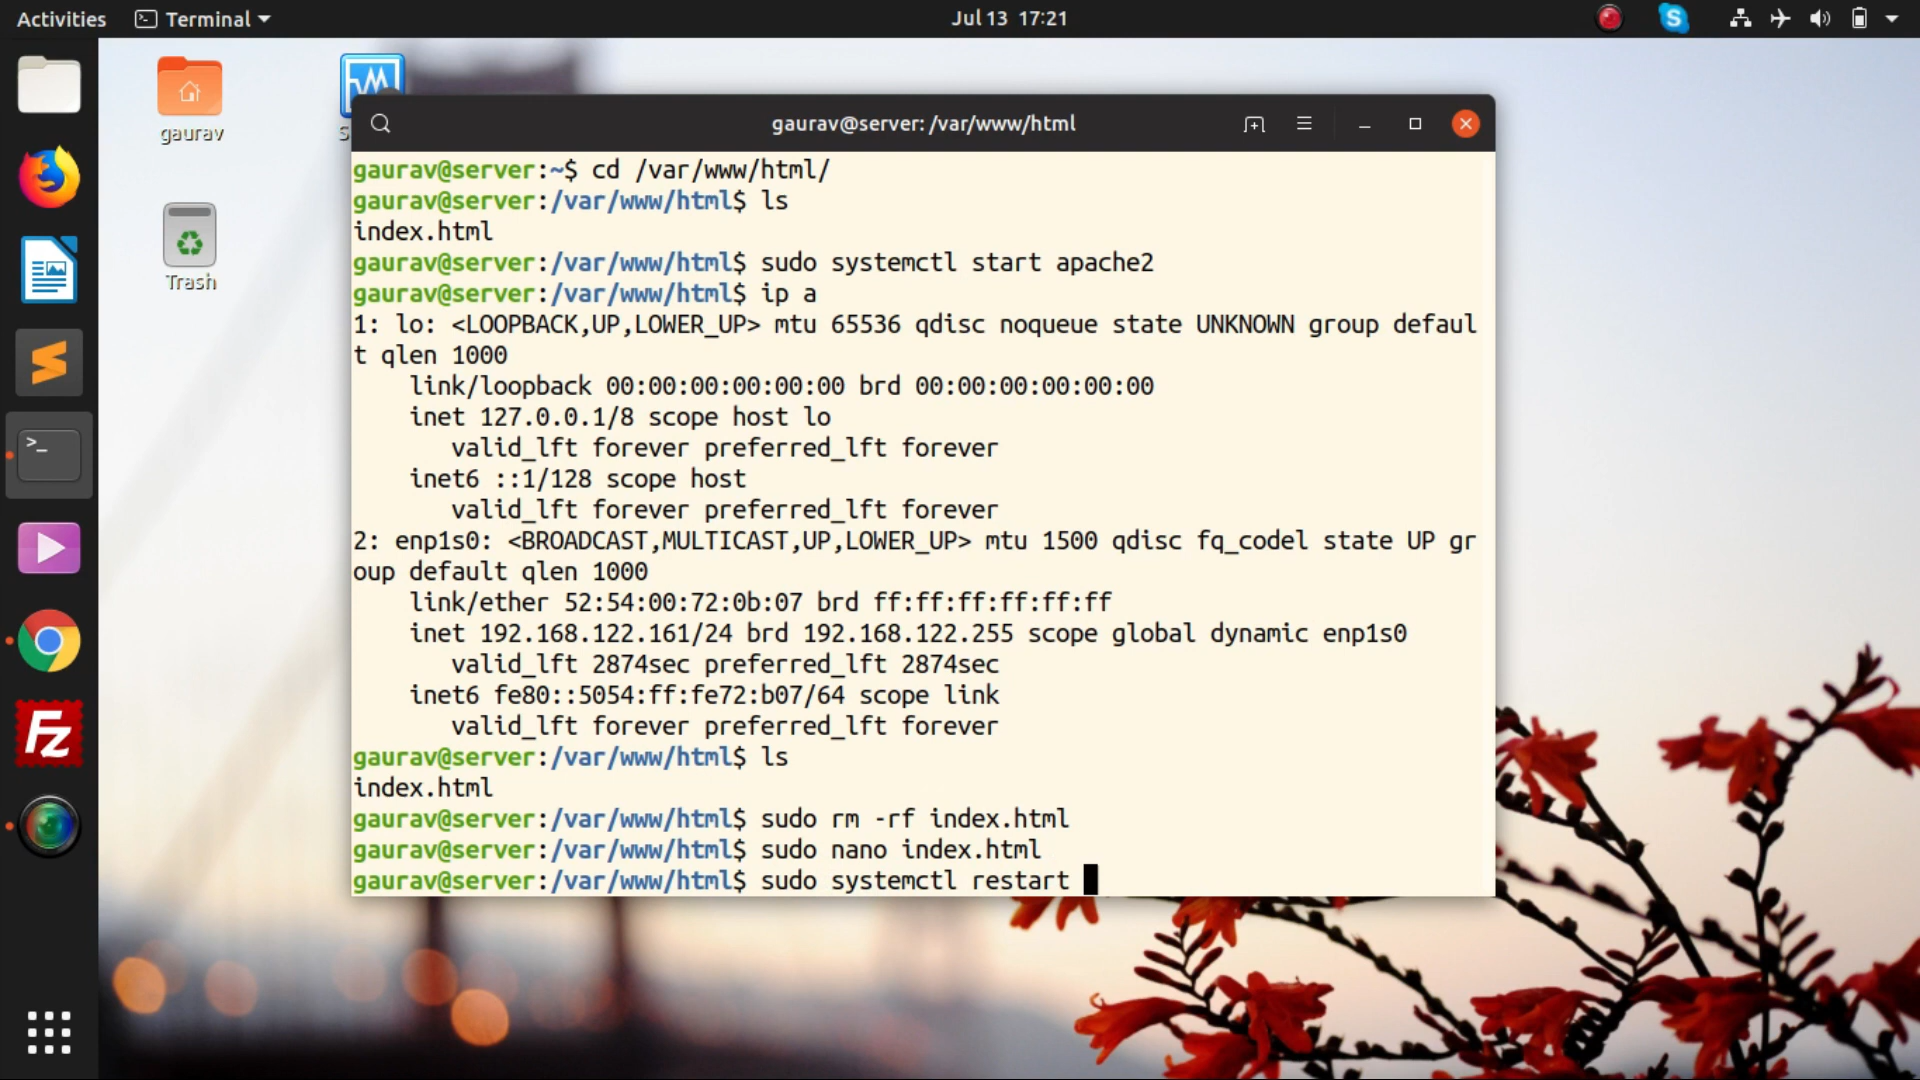 Activities
Terminal
Jul 13 17:21
gaurav
Trash
gaurav@server: /var/www/html
gaurav@server:~$ cd /var/www/html/
gaurav@server:/var/www/html$ ls
index.html
gaurav@server:/var/www/html$ sudo systemctl start apache2
gaurav@server:/var/www/html$ ip a
1: lo: <LOOPBACK,UP,LOWER_UP> mtu 65536 qdisc noqueue state UNKNOWN group defaul
t qlen 1000
link/loopback 00:00:00:00:00:00 brd 00:00:00:00:00:00
inet 127.0.0.1/8 scope host lo
valid_lft forever preferred_lft forever
inet6 ::1/128 scope host
valid_lft forever preferred_lft forever
2: enp1s0: <BROADCAST,MULTICAST,UP,LOWER_UP> mtu 1500 qdisc fq_codel state UP gr
oup default qlen 1000
link/ether 52:54:00:72:0b:07 brd ff:ff:ff:ff:ff:ff
inet 192.168.122.161/24 brd 192.168.122.255 scope global dynamic enp1s0
valid_lft 2874sec preferred_lft 2874sec
inet6 fe80::5054:ff:fe72:b07/64 scope link
valid_lft forever preferred_lft forever
gaurav@server:/var/www/html$ ls
index.html
gaurav@server:/var/www/html$ sudo rm -rf index.html
gaurav@server:/var/www/html$ sudo nano index.html
gaurav@server:/var/www/html$ sudo systemctl restart